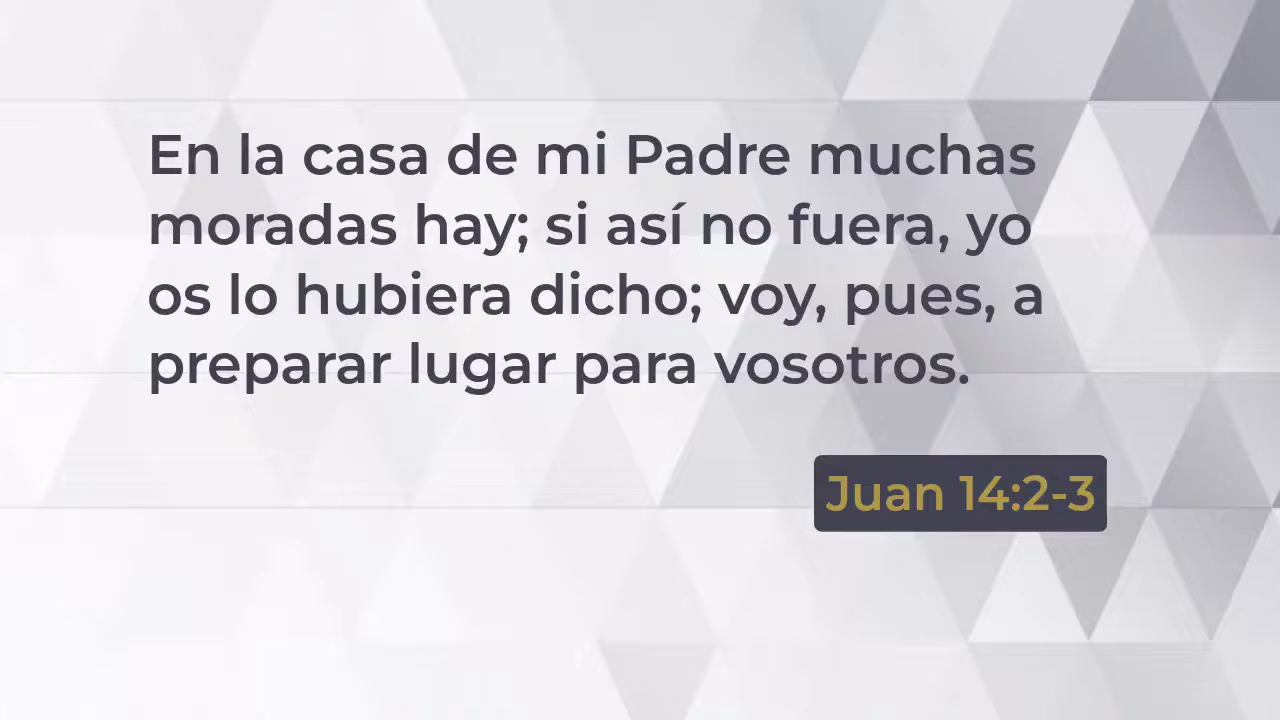 En la casa de mi Padre muchas
moradas hay; si así no fuera, yo
os lo hubiera dicho; voy, pues, a
preparar lugar para vosotros.
Juan 14:2-3